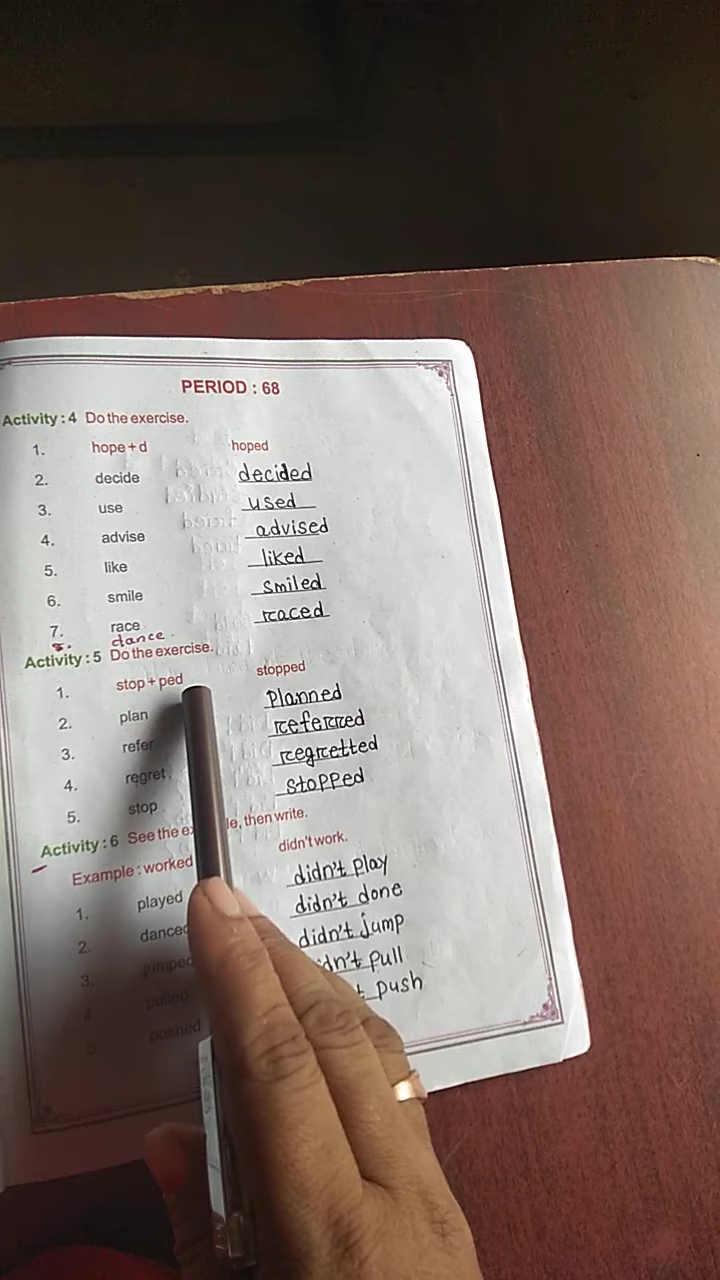 PERIOD : 68
Activity : 4 Do the exercise.
1. hope + d hoped
2. decide decided
3. use used
4. advise advised
5. like liked
6. smile smiled
7. race raced
8. dance
Activity : 5 Do the exercise.
1. stop + ped stopped
2. plan Planned
3. refer referred
4. regret regretted
5. stop stopped
Activity : 6 See the le, then write.
Example : worked didn't work.
1. played didn't play
2. danced didn't done
3. jumped didn't jump
pulled dn't pull
pushed t push